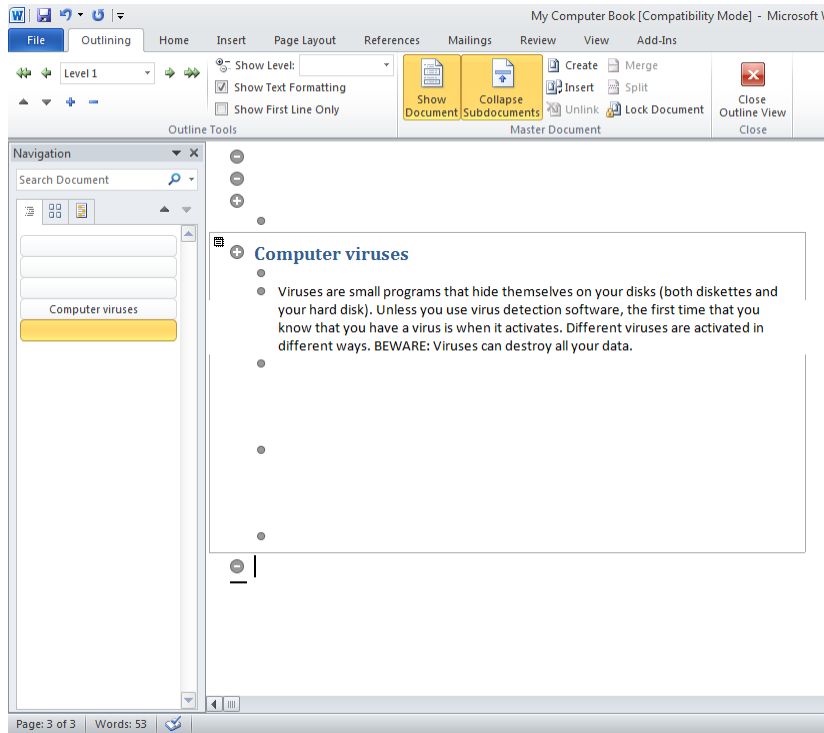 My Computer Book [Compatibility Mode] - Microsoft
File Outlining Home Insert Page Layout References Mailings Review View Add-Ins
Level 1
Show Level:
Show Text Formatting
Show First Line Only
Outline Tools
Show Document
Collapse Subdocuments
Create Merge
Insert Split
Unlink Lock Document
Master Document
Close Outline View
Close
Navigation
Search Document
Computer viruses
Computer viruses
Viruses are small programs that hide themselves on your disks (both diskettes and
your hard disk). Unless you use virus detection software, the first time that you
know that you have a virus is when it activates. Different viruses are activated in
different ways. BEWARE: Viruses can destroy all your data.
Page: 3 of 3 Words: 53